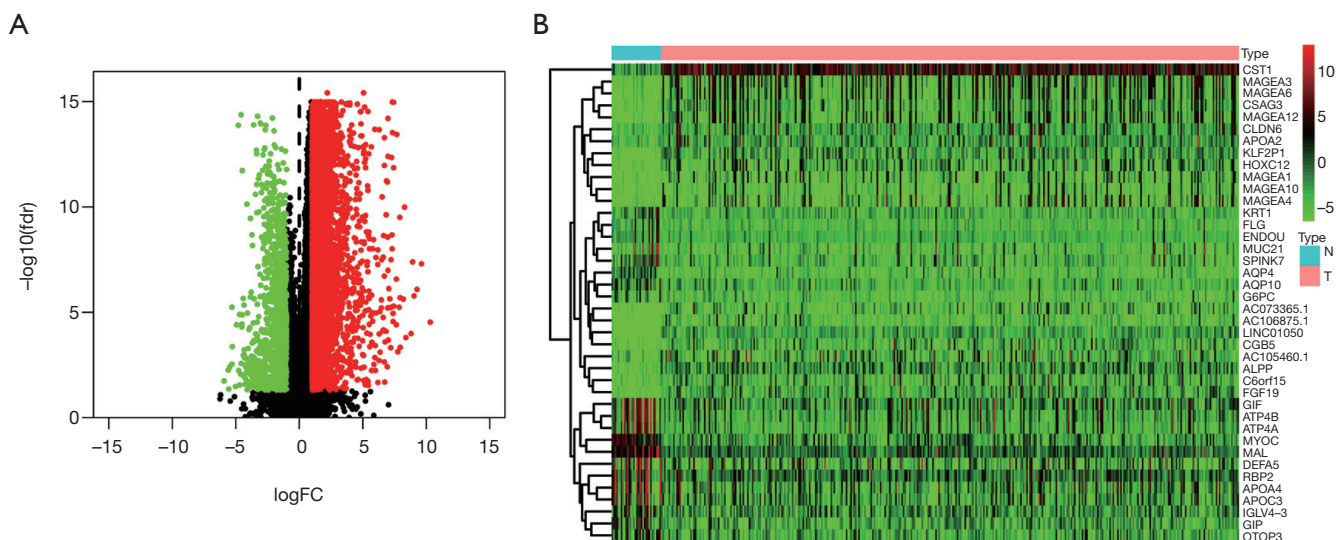 A
−log10(fdr)
15
10
5
0
−15 −10 −5 0 5 10 15
logFC
B
Type
CST1
MAGEA3
MAGEA6
CSAG3
MAGEA12
CLDN6
APOA2
KLF2P1
HOXC12
MAGEA1
MAGEA10
MAGEA4
KRT1
FLG
ENDOU
MUC21
SPINK7
AQP4
AQP10
G6PC
AC073365.1
AC106875.1
LINC01050
CGB5
AC105460.1
ALPP
C6orf15
FGF19
GIF
ATP4B
ATP4A
MYOC
MAL
DEFA5
RBP2
APOA4
APOC3
IGLV4−3
GIP
OTOP3
10
5
0
−5
Type
N
T